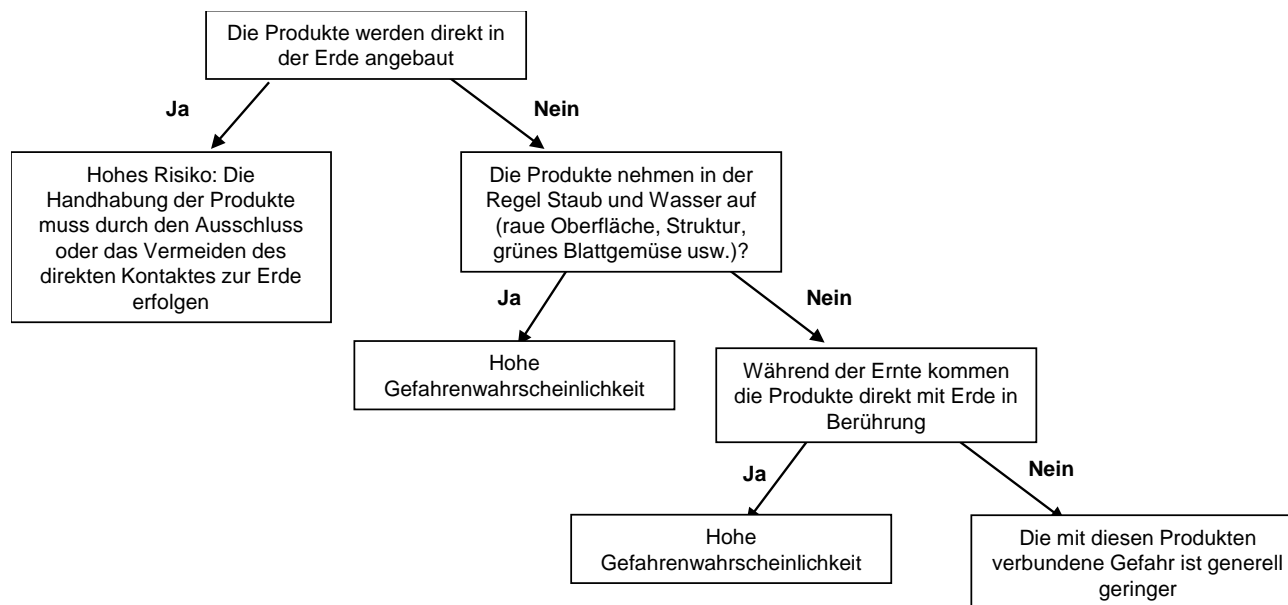 Die Produkte werden direkt in
der Erde angebaut
Ja
Nein
Hohes Risiko: Die
Handhabung der Produkte
muss durch den Ausschluss
oder das Vermeiden des
direkten Kontaktes zur Erde
erfolgen
Die Produkte nehmen in der
Regel Staub und Wasser auf
(raue Oberfläche, Struktur,
grünes Blattgemüse usw.)?
Ja
Nein
Hohe
Gefahrenwahrscheinlichkeit
Während der Ernte kommen
die Produkte direkt mit Erde in
Berührung
Ja
Nein
Hohe
Gefahrenwahrscheinlichkeit
Die mit diesen Produkten
verbundene Gefahr ist generell
geringer